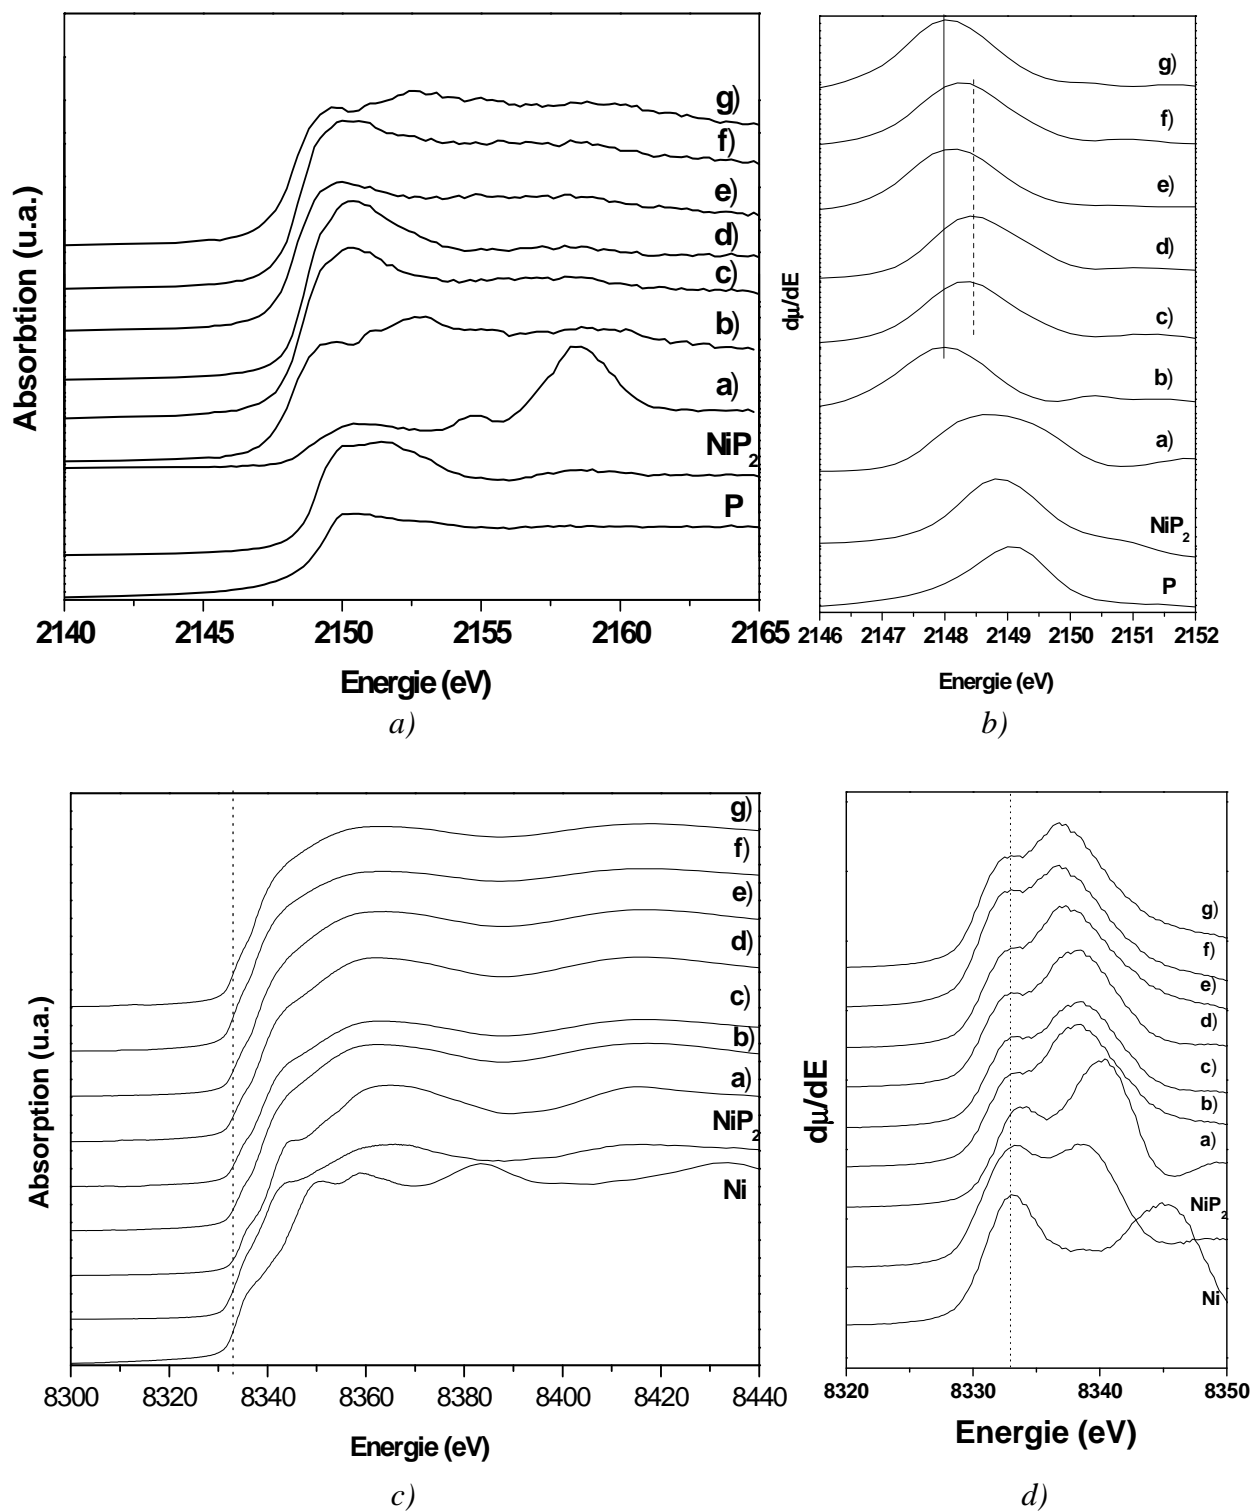 g)
f)
e)
d)
c)
b)
a)
NiP2
P
Absorbtion (u.a.)
2140 2145 2150 2155 2160 2165
Energie (eV)
a)
g)
f)
e)
d)
c)
b)
a)
NiP2
P
dμ/dE
2146 2147 2148 2149 2150 2151 2152
Energie (eV)
b)
g)
f)
e)
d)
c)
b)
a)
NiP2
Ni
Absorption (u.a.)
8300 8320 8340 8360 8380 8400 8420 8440
Energie (eV)
c)
g)
f)
e)
d)
c)
b)
a)
NiP2
Ni
dμ/dE
8320 8330 8340 8350
Energie (eV)
d)